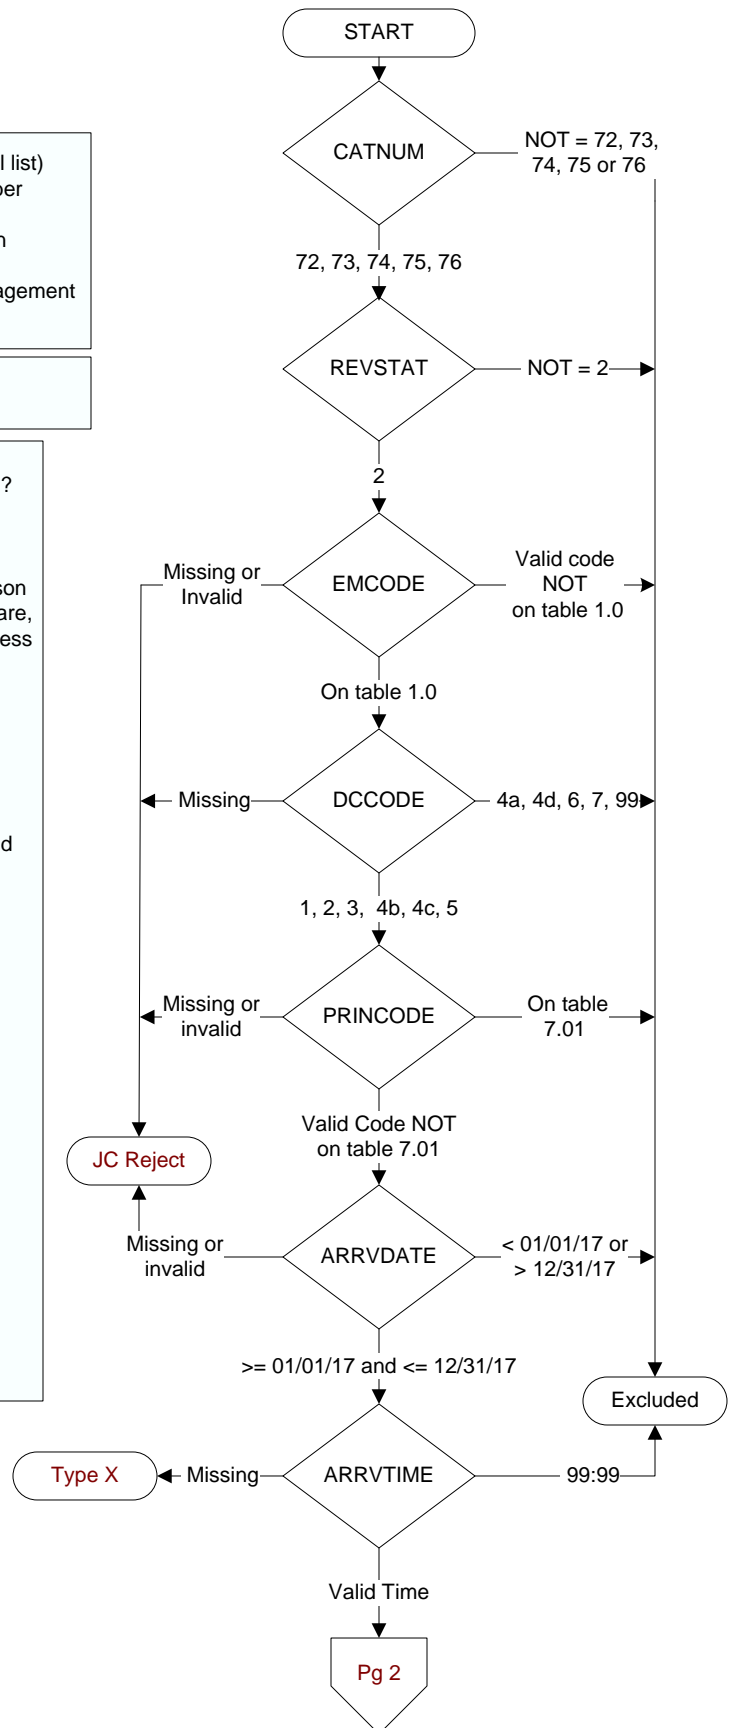 START
CATNUM
NOT = 72, 73,
74, 75 or 76
list)
72, 73, 74, 75, 76
REVSTAT
NOT = 2
?
2
EMCODE
Missing or
Invalid
Valid code
NOT
on table 1.0
On table 1.0
DCCODE
Missing
4a, 4d, 6, 7, 99
1, 2, 3, 4b, 4c, 5
PRINCODE
Missing or
invalid
On table
7.01
Valid Code NOT
on table 7.01
JC Reject
ARRVDATE
Missing or
invalid
< 01/01/17 or
> 12/31/17
>= 01/01/17 and <= 12/31/17
Excluded
ARRVTIME
Type X
Missing
99:99
Valid Time
Pg 2